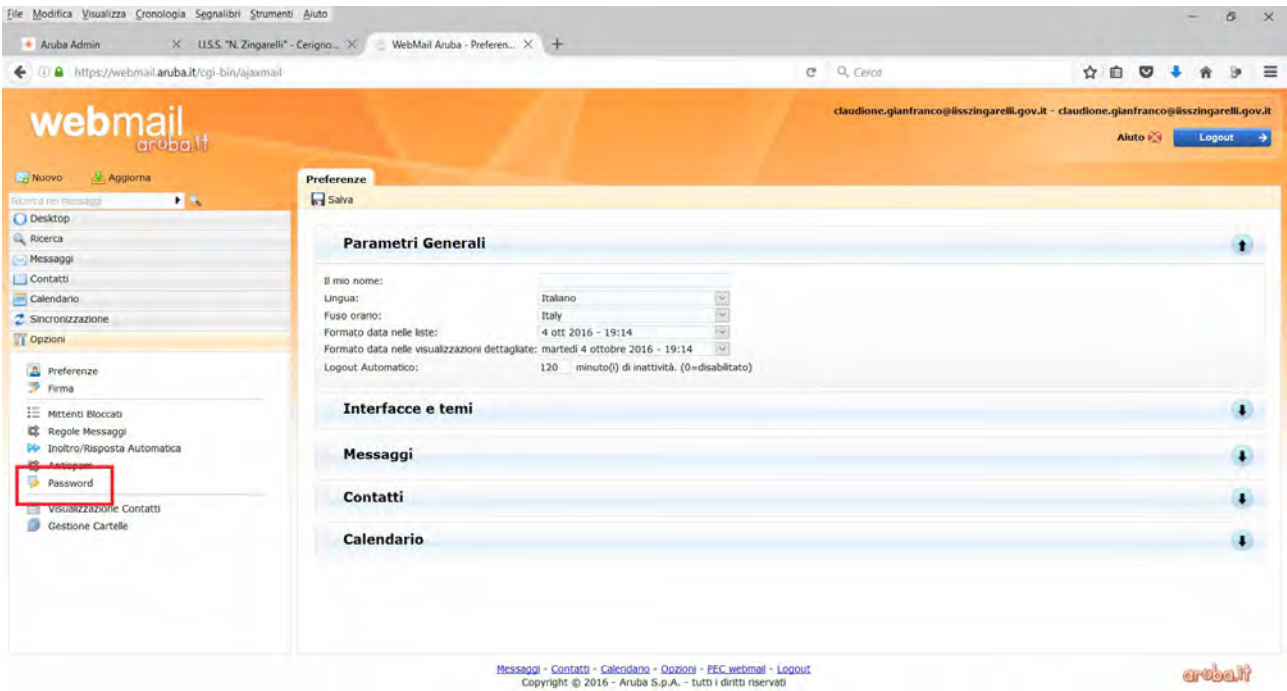 File Modifica Visualizza Cronologia Segnalibri Strumenti Aiuto
Aruba Admin I.I.S.S. "N. Zingarelli" - Cerigno... WebMail Aruba - Preferen...
https://webmail.aruba.it/cgi-bin/ajaxmail Cerca
webmail
aruba.it
claudione.gianfranco@iisszingarelli.gov.it - claudione.gianfranco@iisszingarelli.gov.it
Aiuto Logout
Nuovo Aggiorna
Ricerca nei messaggi
Desktop
Ricerca
Messaggi
Contatti
Calendario
Sincronizzazione
Opzioni
Preferenze
Firma
Mittenti Bloccati
Regole Messaggi
Inoltro/Risposta Automatica
Antispam
Password
Visualizzazione Contatti
Gestione Cartelle
Preferenze
Salva
Parametri Generali
Il mio nome:
Lingua: Italiano
Fuso orario: Italy
Formato data nelle liste: 4 ott 2016 - 19:14
Formato data nelle visualizzazioni dettagliate: martedì 4 ottobre 2016 - 19:14
Logout Automatico: 120 minuto(i) di inattività. (0=disabilitato)
Interfacce e temi
Messaggi
Contatti
Calendario
Messaggi - Contatti - Calendario - Opzioni - PEC webmail - Logout
Copyright © 2016 - Aruba S.p.A. - tutti i diritti riservati
aruba.it